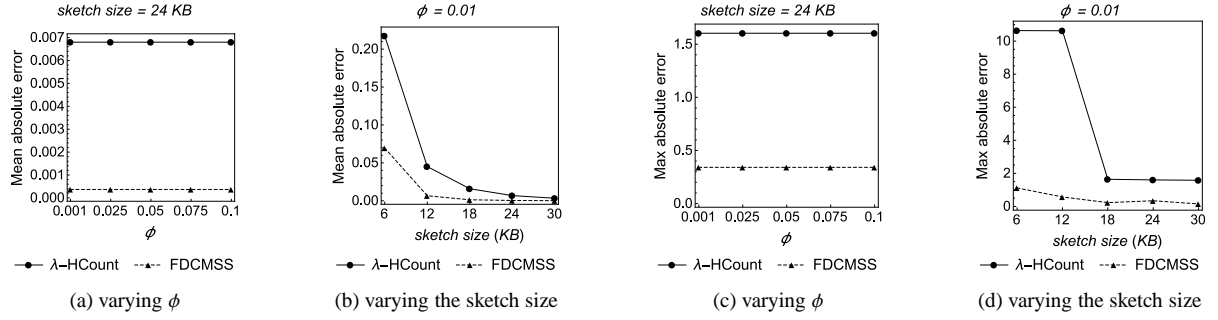 sketch size = 24 KB
Mean absolute error
0.007
0.006
0.005
0.004
0.003
0.002
0.001
0.000
0.001 0.025 0.05 0.075 0.1
ϕ
λ−HCount FDCMSS
(a) varying ϕ
ϕ = 0.01
Mean absolute error
0.20
0.15
0.10
0.05
0.00
6 12 18 24 30
sketch size (KB)
λ−HCount FDCMSS
(b) varying the sketch size
sketch size = 24 KB
Max absolute error
1.5
1.0
0.5
0.0
0.001 0.025 0.05 0.075 0.1
ϕ
λ−HCount FDCMSS
(c) varying ϕ
ϕ = 0.01
Max absolute error
10
8
6
4
2
0
6 12 18 24 30
sketch size (KB)
λ−HCount FDCMSS
(d) varying the sketch size